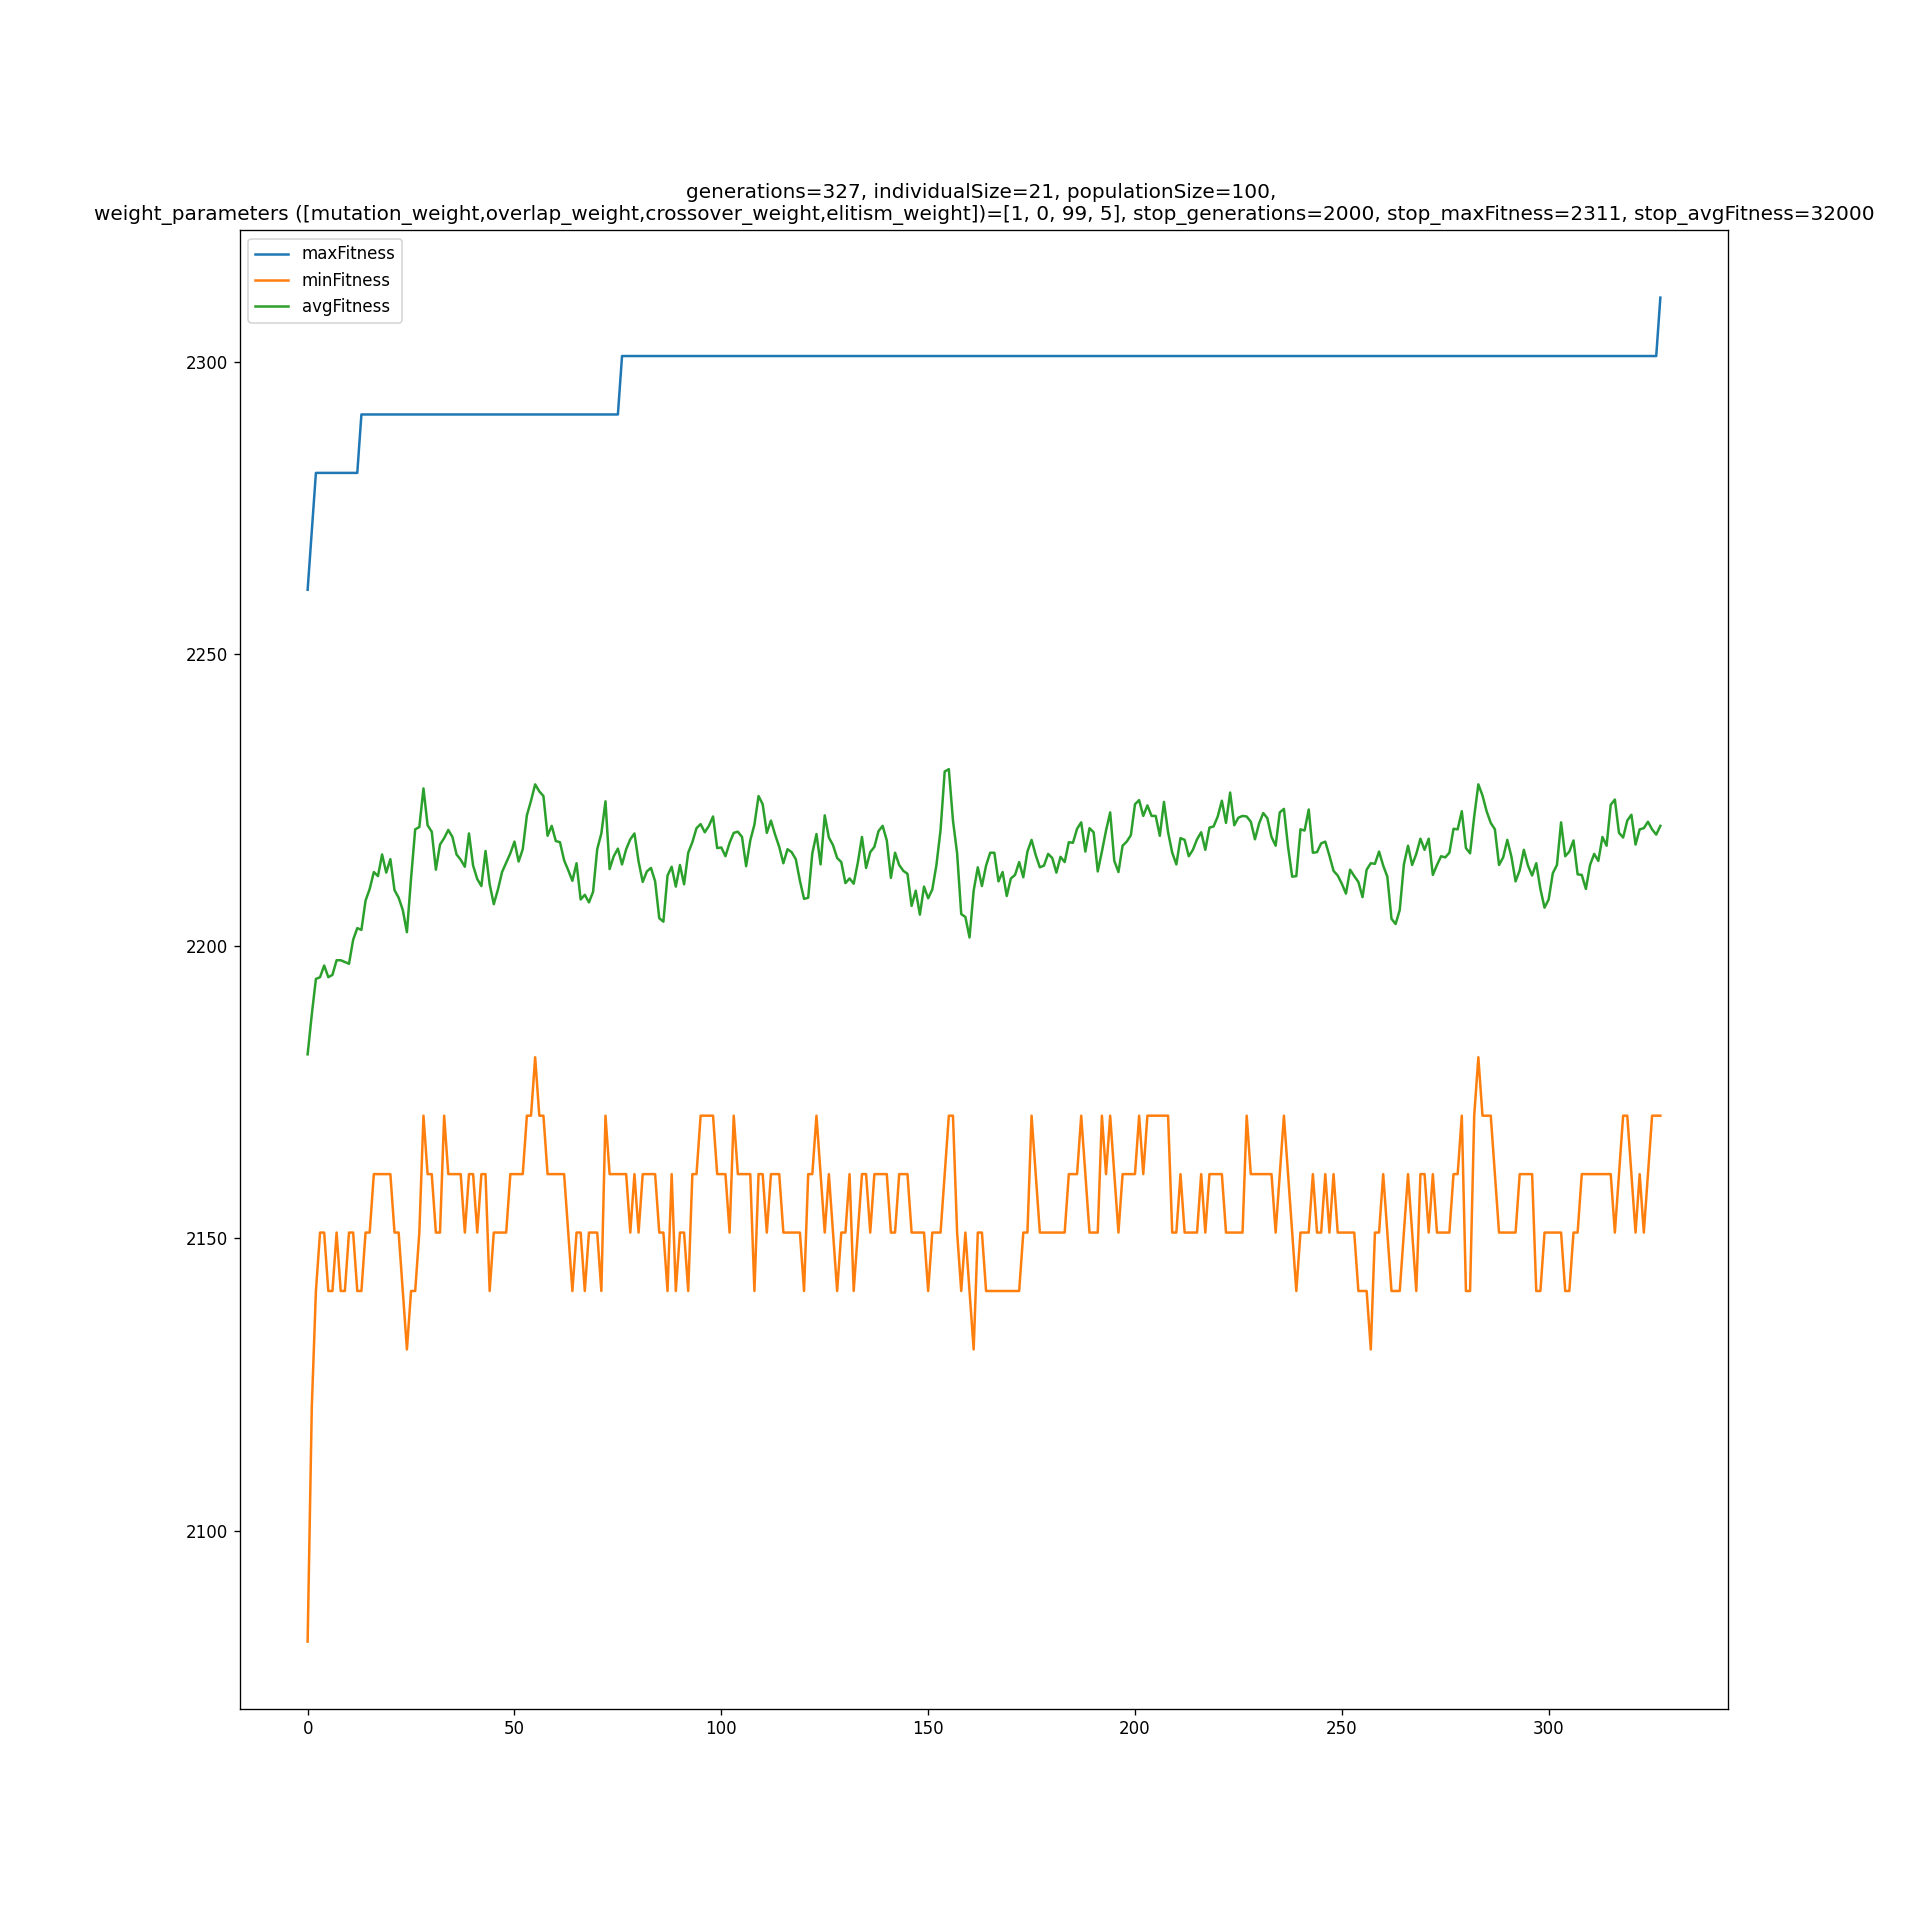 generations=327, individualSize=21, populationSize=100,
weight_parameters ([mutation_weight,overlap_weight,crossover_weight,elitism_weight])=[1, 0, 99, 5], stop_generations=2000, stop_maxFitness=2311, stop_avgFitness=32000
maxFitness
minFitness
avgFitness
2300
2250
2200
2150
2100
0
50
100
150
200
250
300